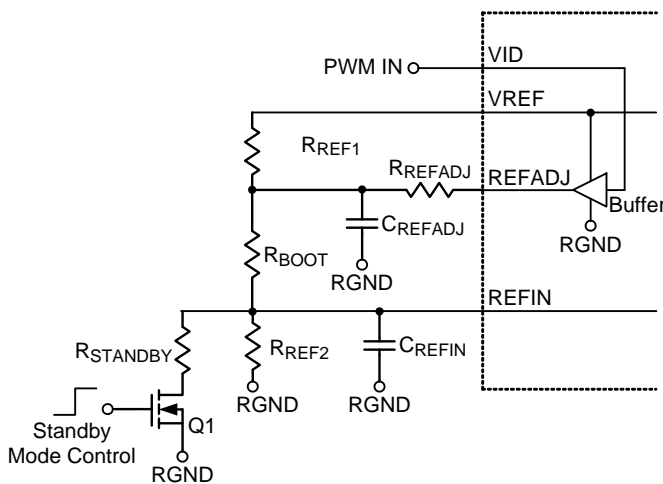 PWM IN
VID
VREF
RREF1
RREFADJ
REFADJ
Buffer
CREFADJ
RGND
RGND
RBOOT
REFIN
RSTANDBY
RREF2
CREFIN
RGND
RGND
Q1
Standby
Mode Control
RGND